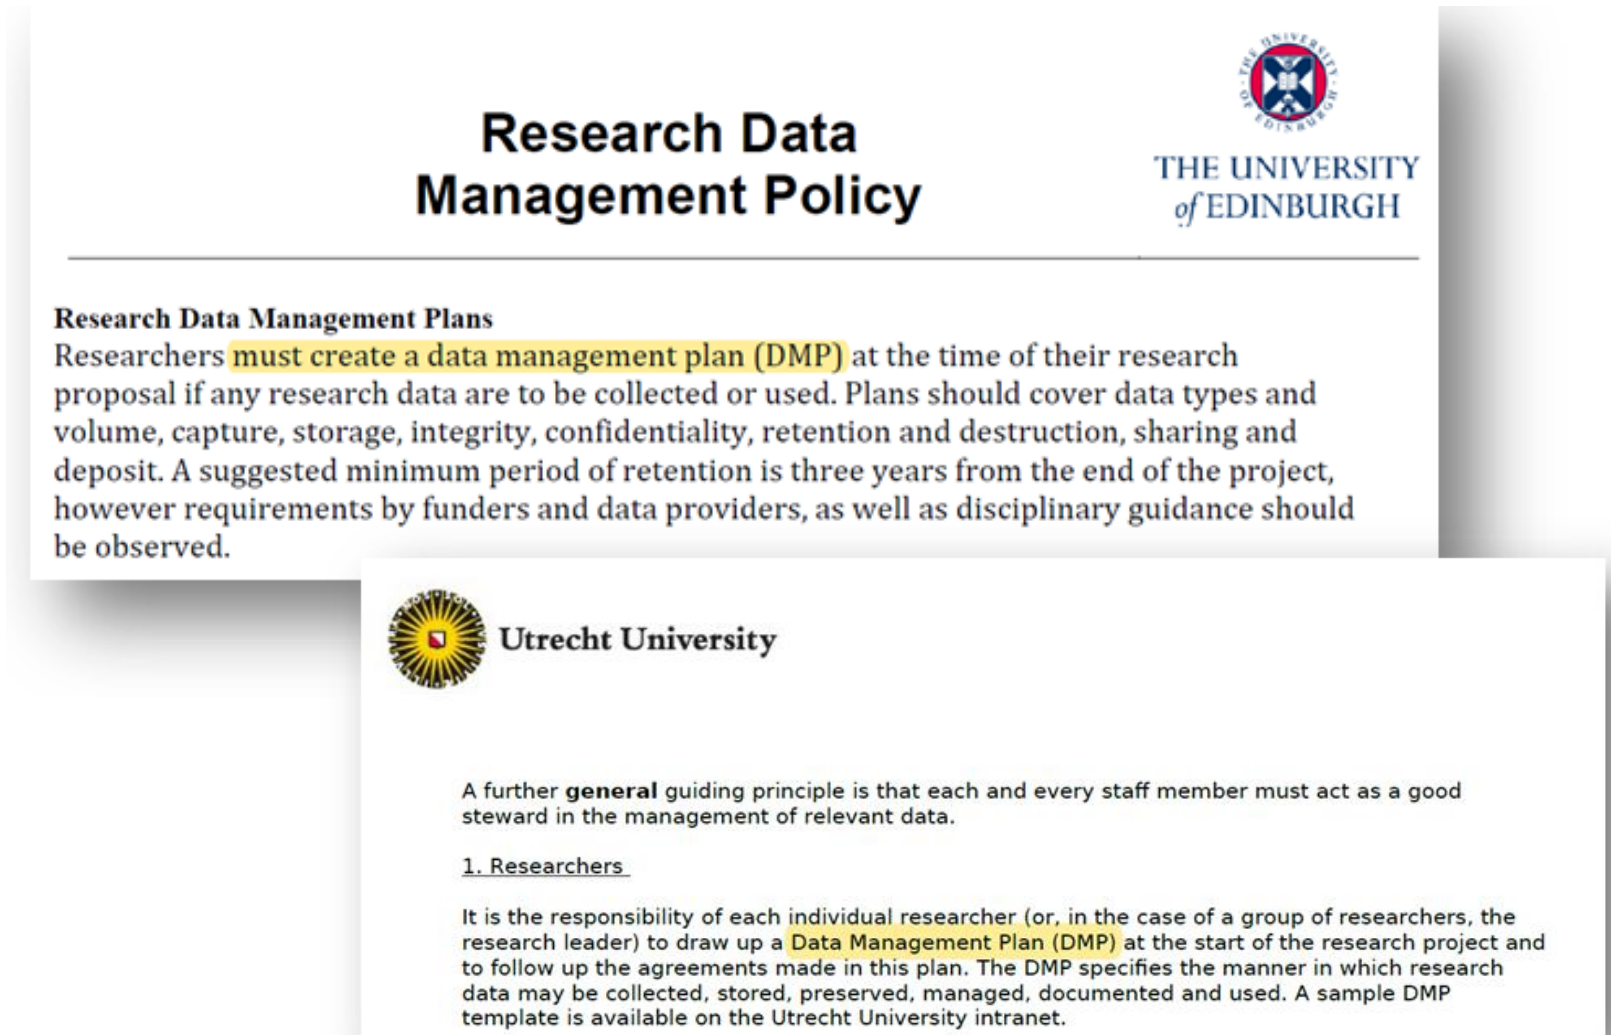 Research Data
Management Policy
THE UNIVERSITY OF EDINBURGH
THE UNIVERSITY
of EDINBURGH
Research Data Management Plans
Researchers must create a data management plan (DMP) at the time of their research
proposal if any research data are to be collected or used. Plans should cover data types and
volume, capture, storage, integrity, confidentiality, retention and destruction, sharing and
deposit. A suggested minimum period of retention is three years from the end of the project,
however requirements by funders and data providers, as well as disciplinary guidance should
be observed.
Utrecht University
A further general guiding principle is that each and every staff member must act as a good
steward in the management of relevant data.
1. Researchers
It is the responsibility of each individual researcher (or, in the case of a group of researchers, the
research leader) to draw up a Data Management Plan (DMP) at the start of the research project and
to follow up the agreements made in this plan. The DMP specifies the manner in which research
data may be collected, stored, preserved, managed, documented and used. A sample DMP
template is available on the Utrecht University intranet.